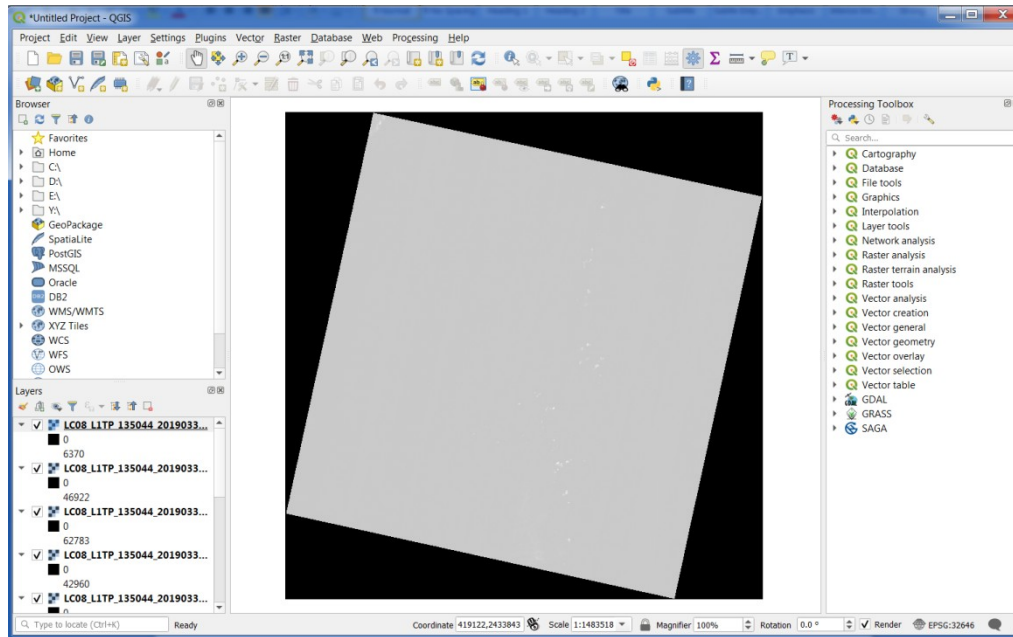 *Untitled Project - QGIS
Project Edit View Layer Settings Plugins Vector Raster Database Web Processing Help
Browser
Favorites
Home
C:\
D:\
E:\
Y:\
GeoPackage
SpatiaLite
PostGIS
MSSQL
Oracle
DB2
WMS/WMTS
XYZ Tiles
WCS
WFS
OWS
Layers
LC08_L1TP_135044_2019033...
0
6370
LC08_L1TP_135044_2019033...
0
46922
LC08_L1TP_135044_2019033...
0
62783
LC08_L1TP_135044_2019033...
0
42960
LC08_L1TP_135044_2019033...
0
Processing Toolbox
Search...
Cartography
Database
File tools
Graphics
Interpolation
Layer tools
Network analysis
Raster analysis
Raster terrain analysis
Raster tools
Vector analysis
Vector creation
Vector general
Vector geometry
Vector overlay
Vector selection
Vector table
GDAL
GRASS
SAGA
Type to locate (Ctrl+K) Ready Coordinate 419122,2433843 Scale 1:1483518 Magnifier 100% Rotation 0.0 ° Render EPSG:32646